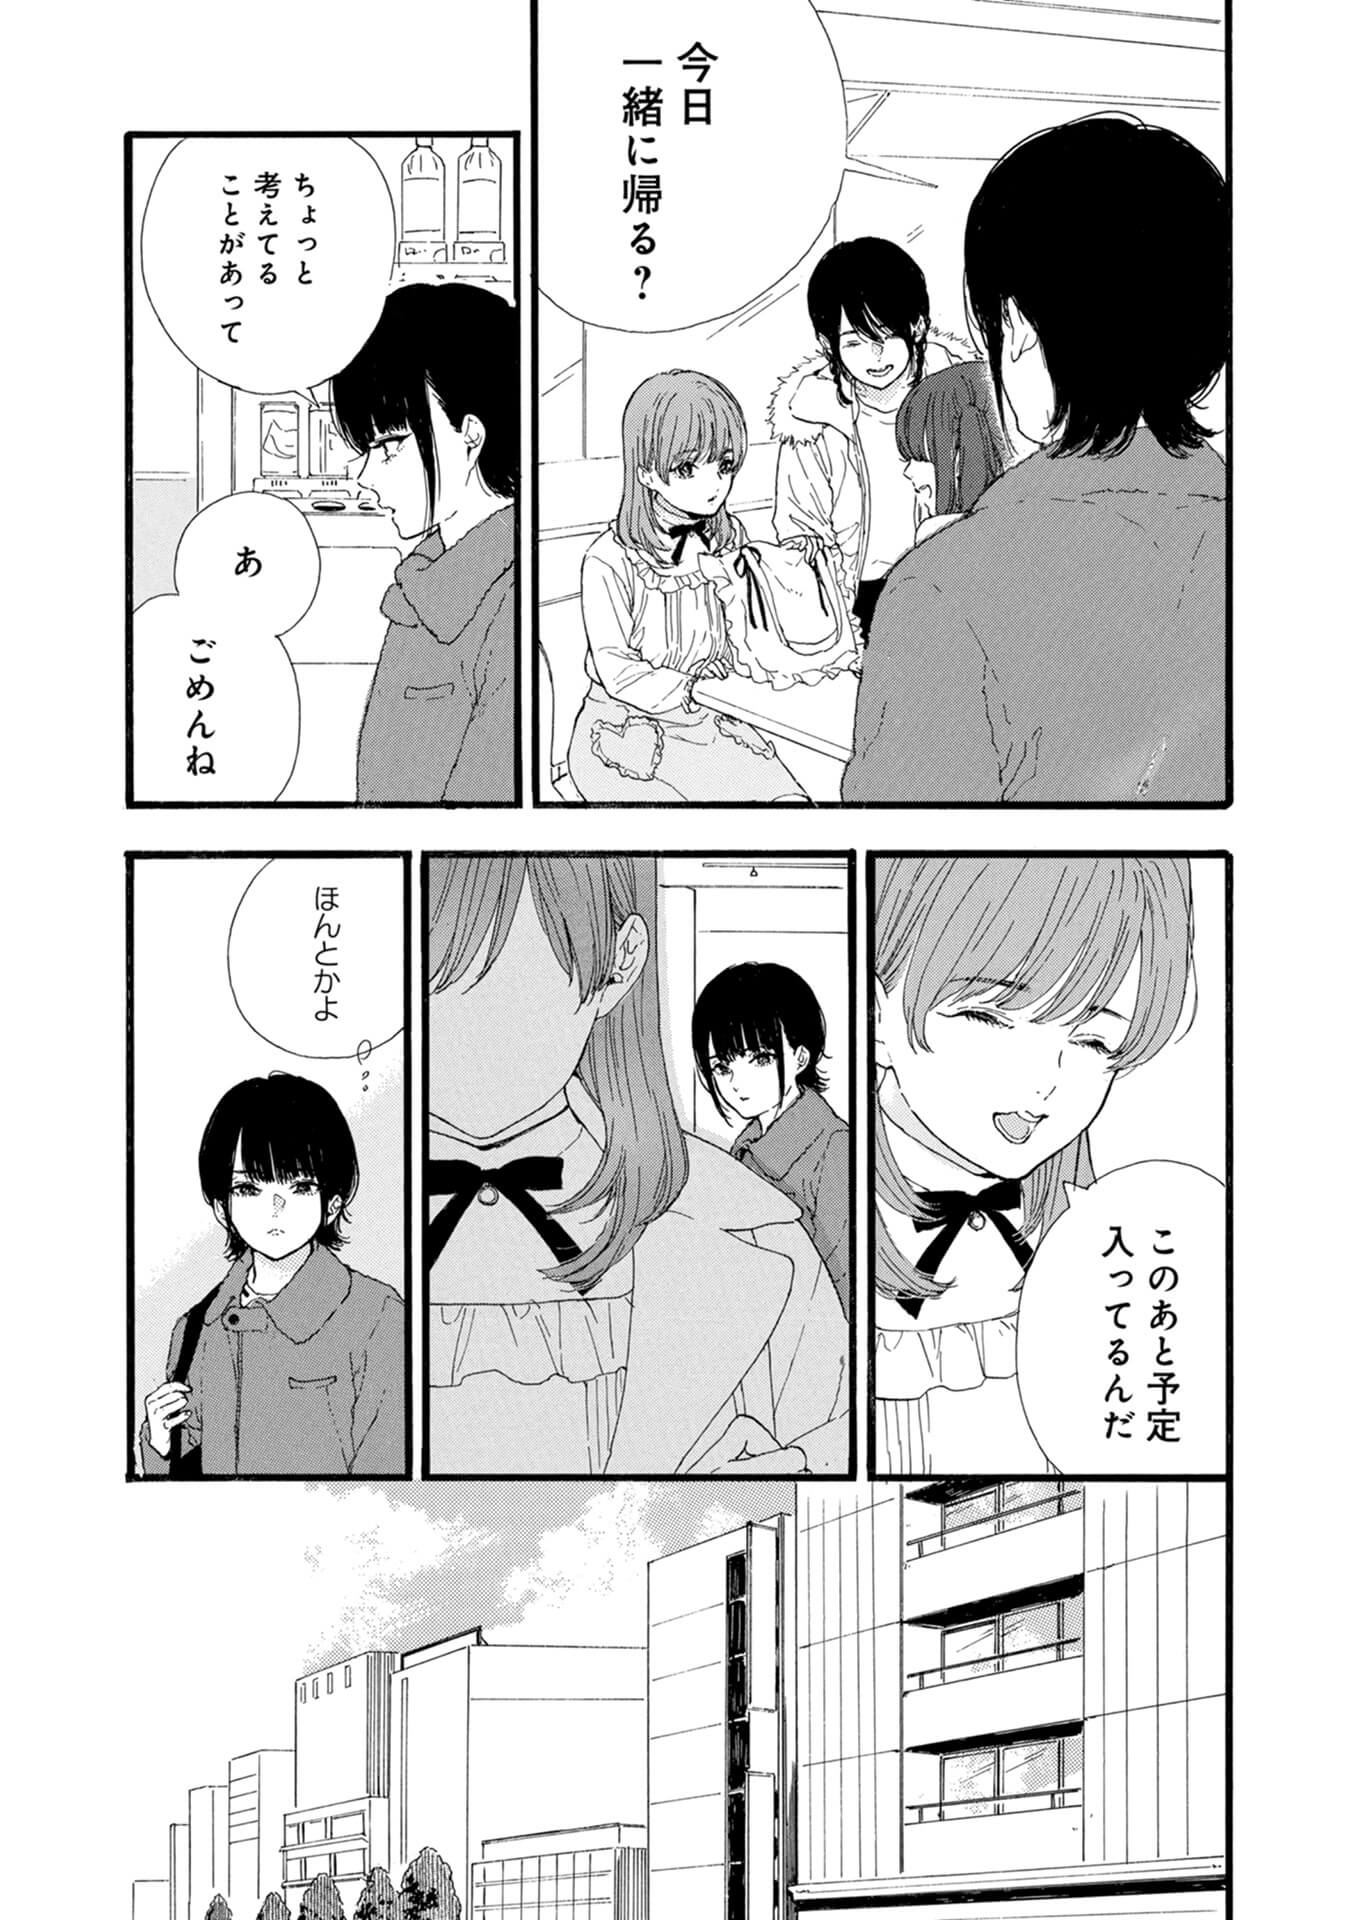 今日
一緒に帰る？
ちょっと
考えてる
ことがあって
あ
ごめんね
このあと予定
入ってるんだ
ほんとかよ